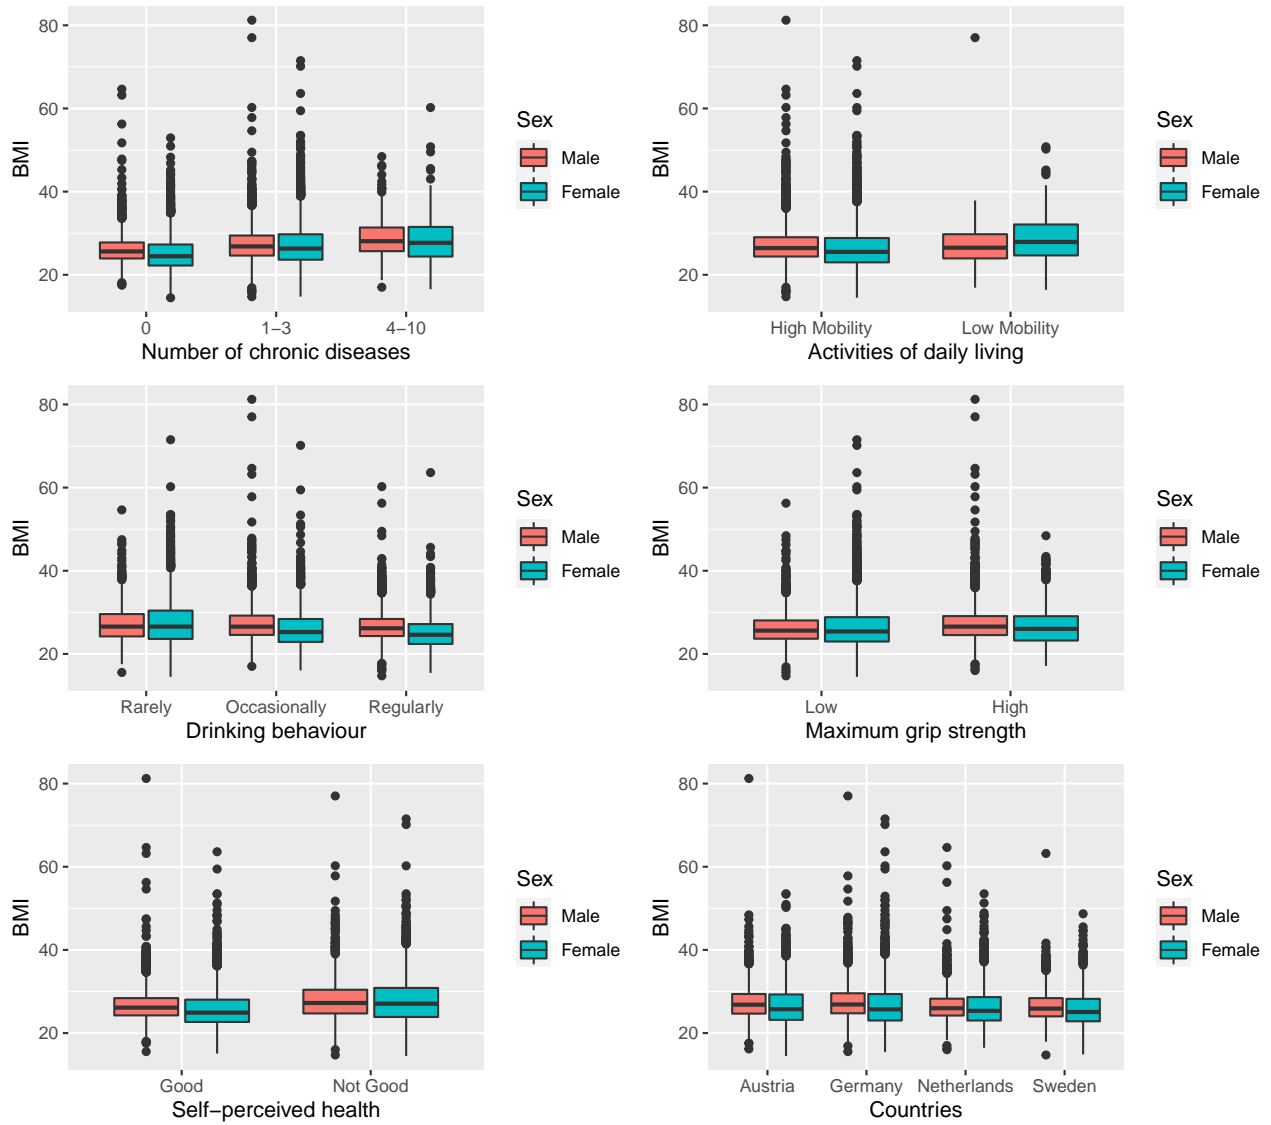 80
60
40
20
BMI
0
1−3
4−10
Number of chronic diseases
Sex
Male
Female
80
60
40
20
BMI
High Mobility
Low Mobility
Activities of daily living
Sex
Male
Female
80
60
40
20
BMI
Rarely
Occasionally
Regularly
Drinking behaviour
Sex
Male
Female
80
60
40
20
BMI
Low
High
Maximum grip strength
Sex
Male
Female
80
60
40
20
BMI
Good
Not Good
Self−perceived health
Sex
Male
Female
80
60
40
20
BMI
Austria
Germany
Netherlands
Sweden
Countries
Sex
Male
Female